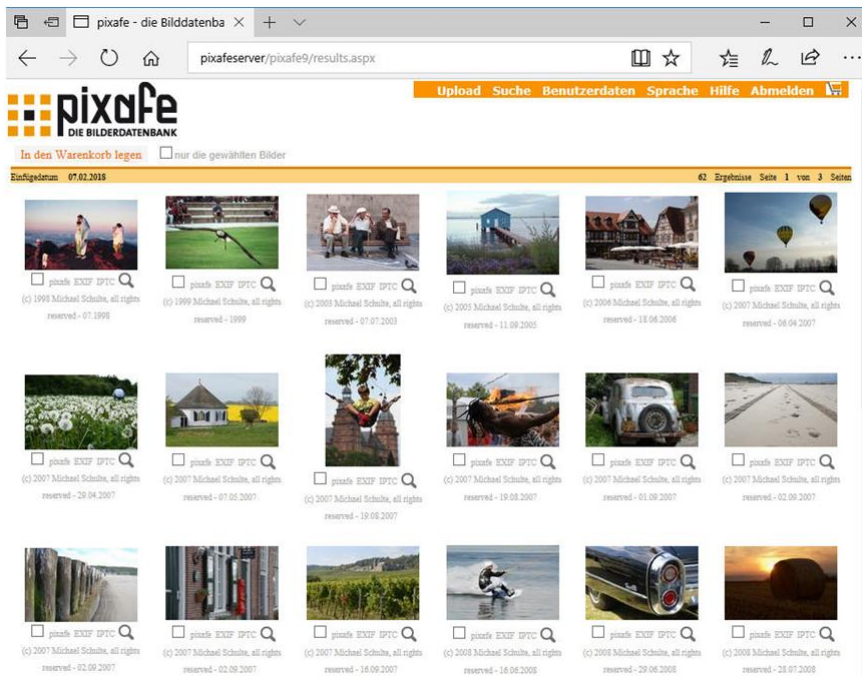 pixafe - die Bilddatenba
pixafeserver/pixafe9/results.aspx
Upload Suche Benutzerdaten Sprache Hilfe Abmelden
pixafe
DIE BILDERDATENBANK
In den Warenkorb legen nur die gewählten Bilder
Einfügedatum 07.02.2018 62 Ergebnisse Seite 1 von 3 Seiten
pixafe EXIF IPTC
(c) 1998 Michael Schulte, all rights
reserved - 07.1998
pixafe EXIF IPTC
(c) 1999 Michael Schulte, all rights
reserved - 1999
pixafe EXIF IPTC
(c) 2003 Michael Schulte, all rights
reserved - 07.07.2003
pixafe EXIF IPTC
(c) 2005 Michael Schulte, all rights
reserved - 11.09.2005
pixafe EXIF IPTC
(c) 2006 Michael Schulte, all rights
reserved - 18.06.2006
pixafe EXIF IPTC
(c) 2007 Michael Schulte, all rights
reserved - 06.04.2007
pixafe EXIF IPTC
(c) 2007 Michael Schulte, all rights
reserved - 29.04.2007
pixafe EXIF IPTC
(c) 2007 Michael Schulte, all rights
reserved - 07.05.2007
pixafe EXIF IPTC
(c) 2007 Michael Schulte, all rights
reserved - 19.08.2007
pixafe EXIF IPTC
(c) 2007 Michael Schulte, all rights
reserved - 19.08.2007
pixafe EXIF IPTC
(c) 2007 Michael Schulte, all rights
reserved - 01.09.2007
pixafe EXIF IPTC
(c) 2007 Michael Schulte, all rights
reserved - 02.09.2007
pixafe EXIF IPTC
(c) 2007 Michael Schulte, all rights
reserved - 02.09.2007
pixafe EXIF IPTC
(c) 2007 Michael Schulte, all rights
reserved - 02.09.2007
pixafe EXIF IPTC
(c) 2007 Michael Schulte, all rights
reserved - 16.09.2007
pixafe EXIF IPTC
(c) 2008 Michael Schulte, all rights
reserved - 16.06.2008
pixafe EXIF IPTC
(c) 2008 Michael Schulte, all rights
reserved - 29.06.2008
pixafe EXIF IPTC
(c) 2008 Michael Schulte, all rights
reserved - 28.07.2008